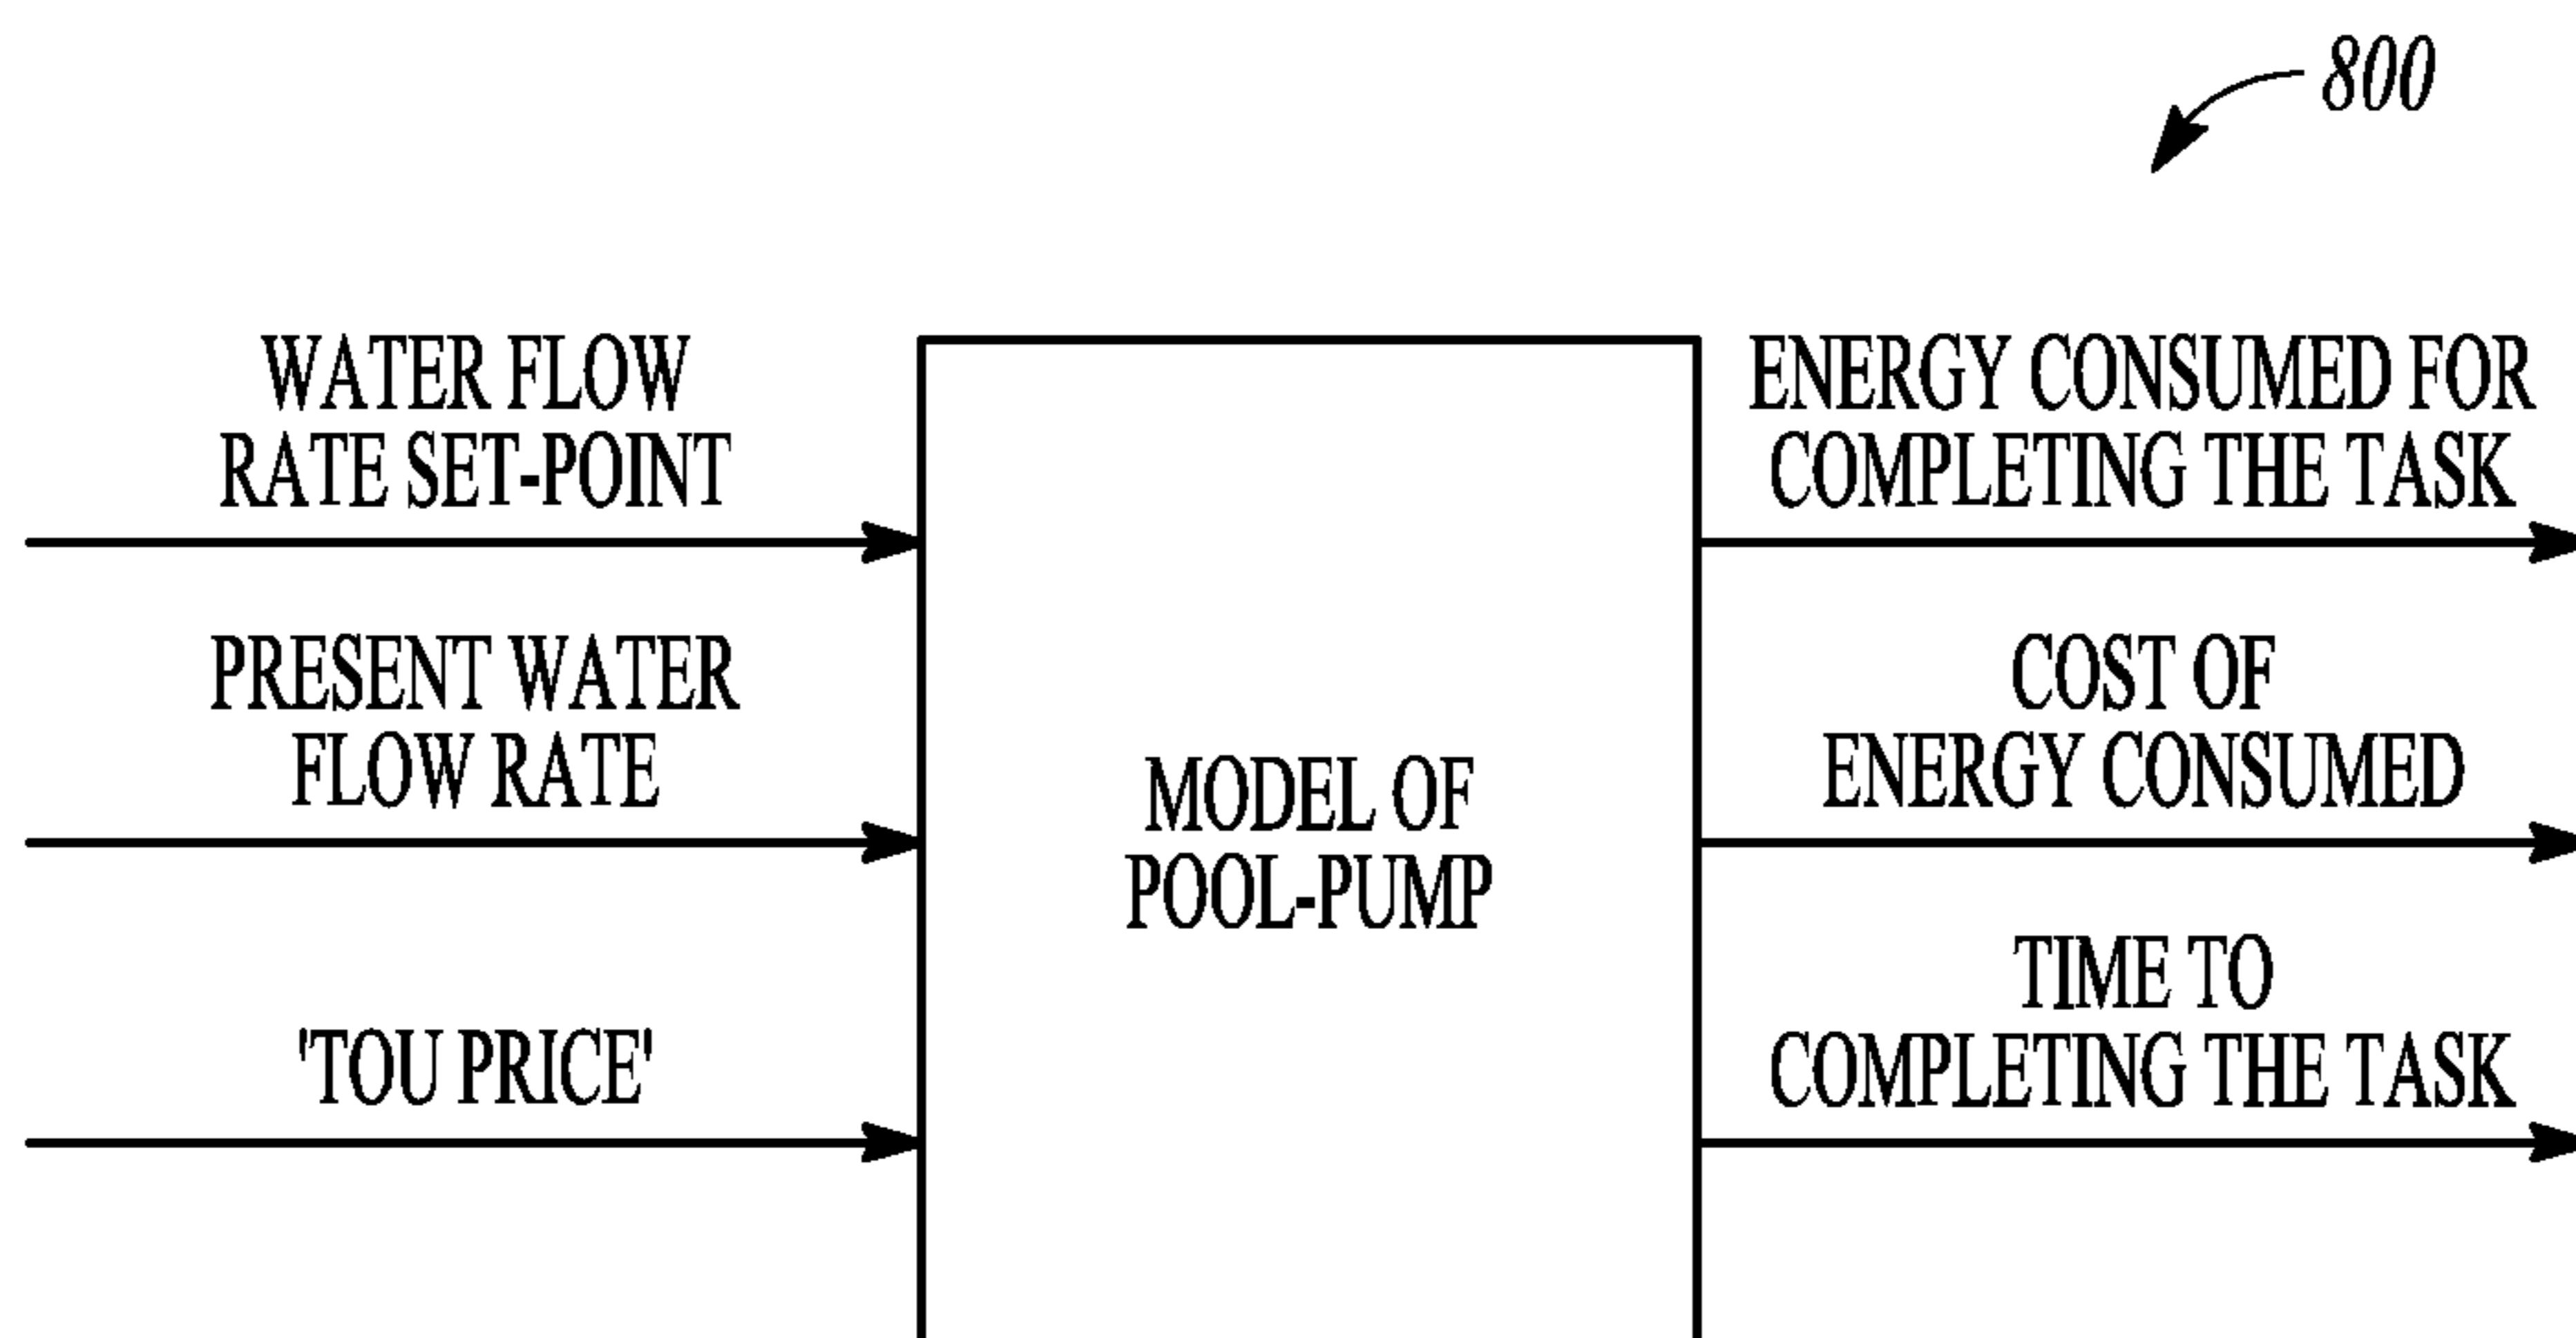 800
WATER FLOW
RATE SET-POINT
PRESENT WATER
FLOW RATE
'TOU PRICE'
MODEL OF
POOL-PUMP
ENERGY CONSUMED FOR
COMPLETING THE TASK
COST OF
ENERGY CONSUMED
TIME TO
COMPLETING THE TASK